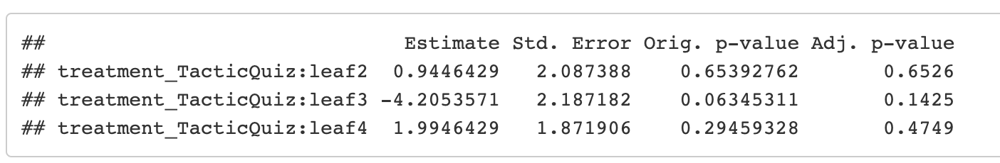 ## Estimate Std. Error Orig. p-value Adj. p-value
## treatment_TacticQuiz:leaf2 0.9446429 2.087388 0.65392762 0.6526
## treatment_TacticQuiz:leaf3 -4.2053571 2.187182 0.06345311 0.1425
## treatment_TacticQuiz:leaf4 1.9946429 1.871906 0.29459328 0.4749